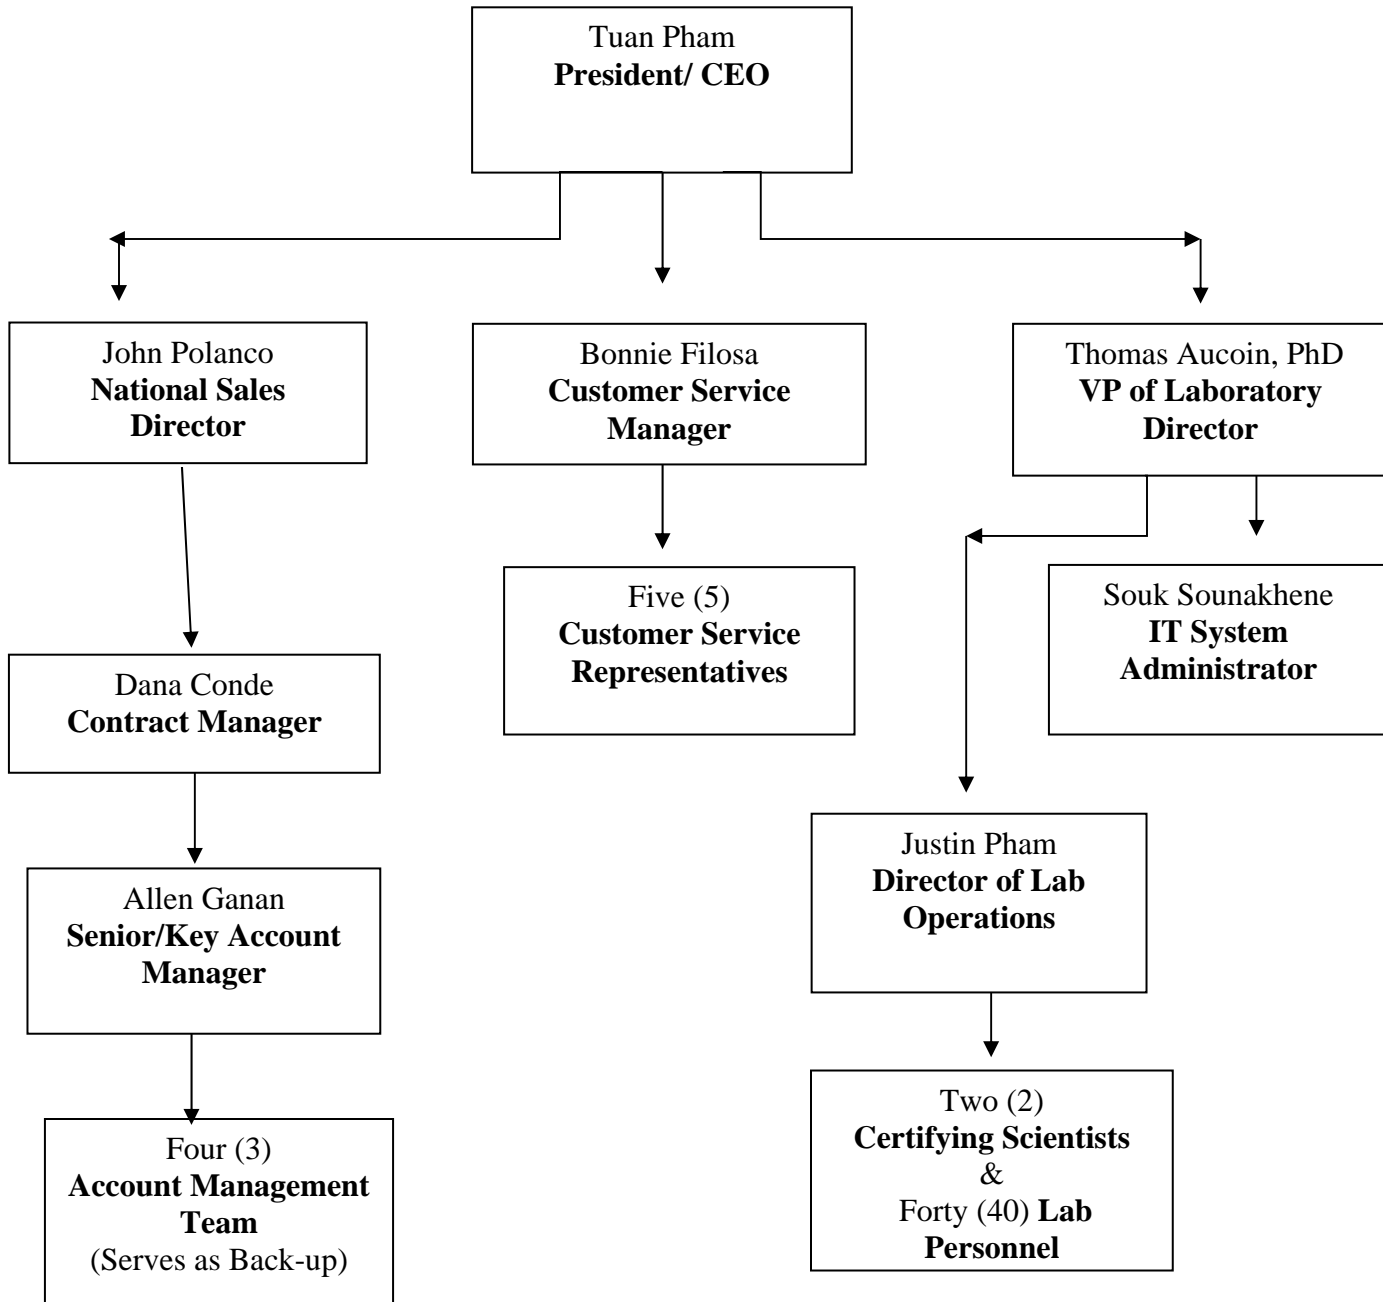 Tuan Pham
President/ CEO
John Polanco
National Sales
Director
Bonnie Filosa
Customer Service
Manager
Thomas Aucoin, PhD
VP of Laboratory
Director
Five (5)
Customer Service
Representatives
Souk Sounakhene
IT System
Administrator
Dana Conde
Contract Manager
Justin Pham
Director of Lab
Operations
Allen Ganan
Senior/Key Account
Manager
Two (2)
Certifying Scientists
&
Forty (40) Lab
Personnel
Four (3)
Account Management
Team
(Serves as Back-up)